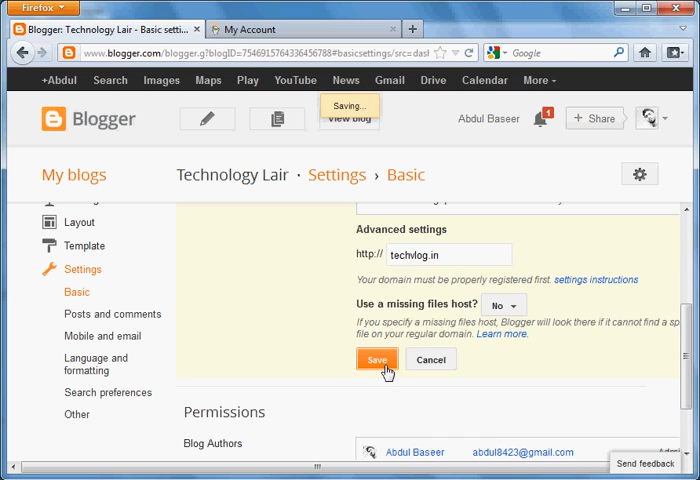 Firefox
Blogger: Technology Lair - Basic setti...
My Account
www.blogger.com/blogger.g?blogID=7546915764336456788#basicsettings/src=dasl
Google
+Abdul Search Images Maps Play YouTube News Gmail Drive Calendar More
Saving...
Blogger
View blog
Abdul Baseer
1
+ Share
My blogs
Technology Lair · Settings › Basic
Layout
Template
Settings
Basic
Posts and comments
Mobile and email
Language and
formatting
Search preferences
Other
Advanced settings
http:// techvlog.in
Your domain must be properly registered first. settings instructions
Use a missing files host? No
If you specify a missing files host, Blogger will look there if it cannot find a sp
file on your regular domain. Learn more.
Save
Cancel
Permissions
Blog Authors
Abdul Baseer
abdul8423@gmail.com
Send feedback